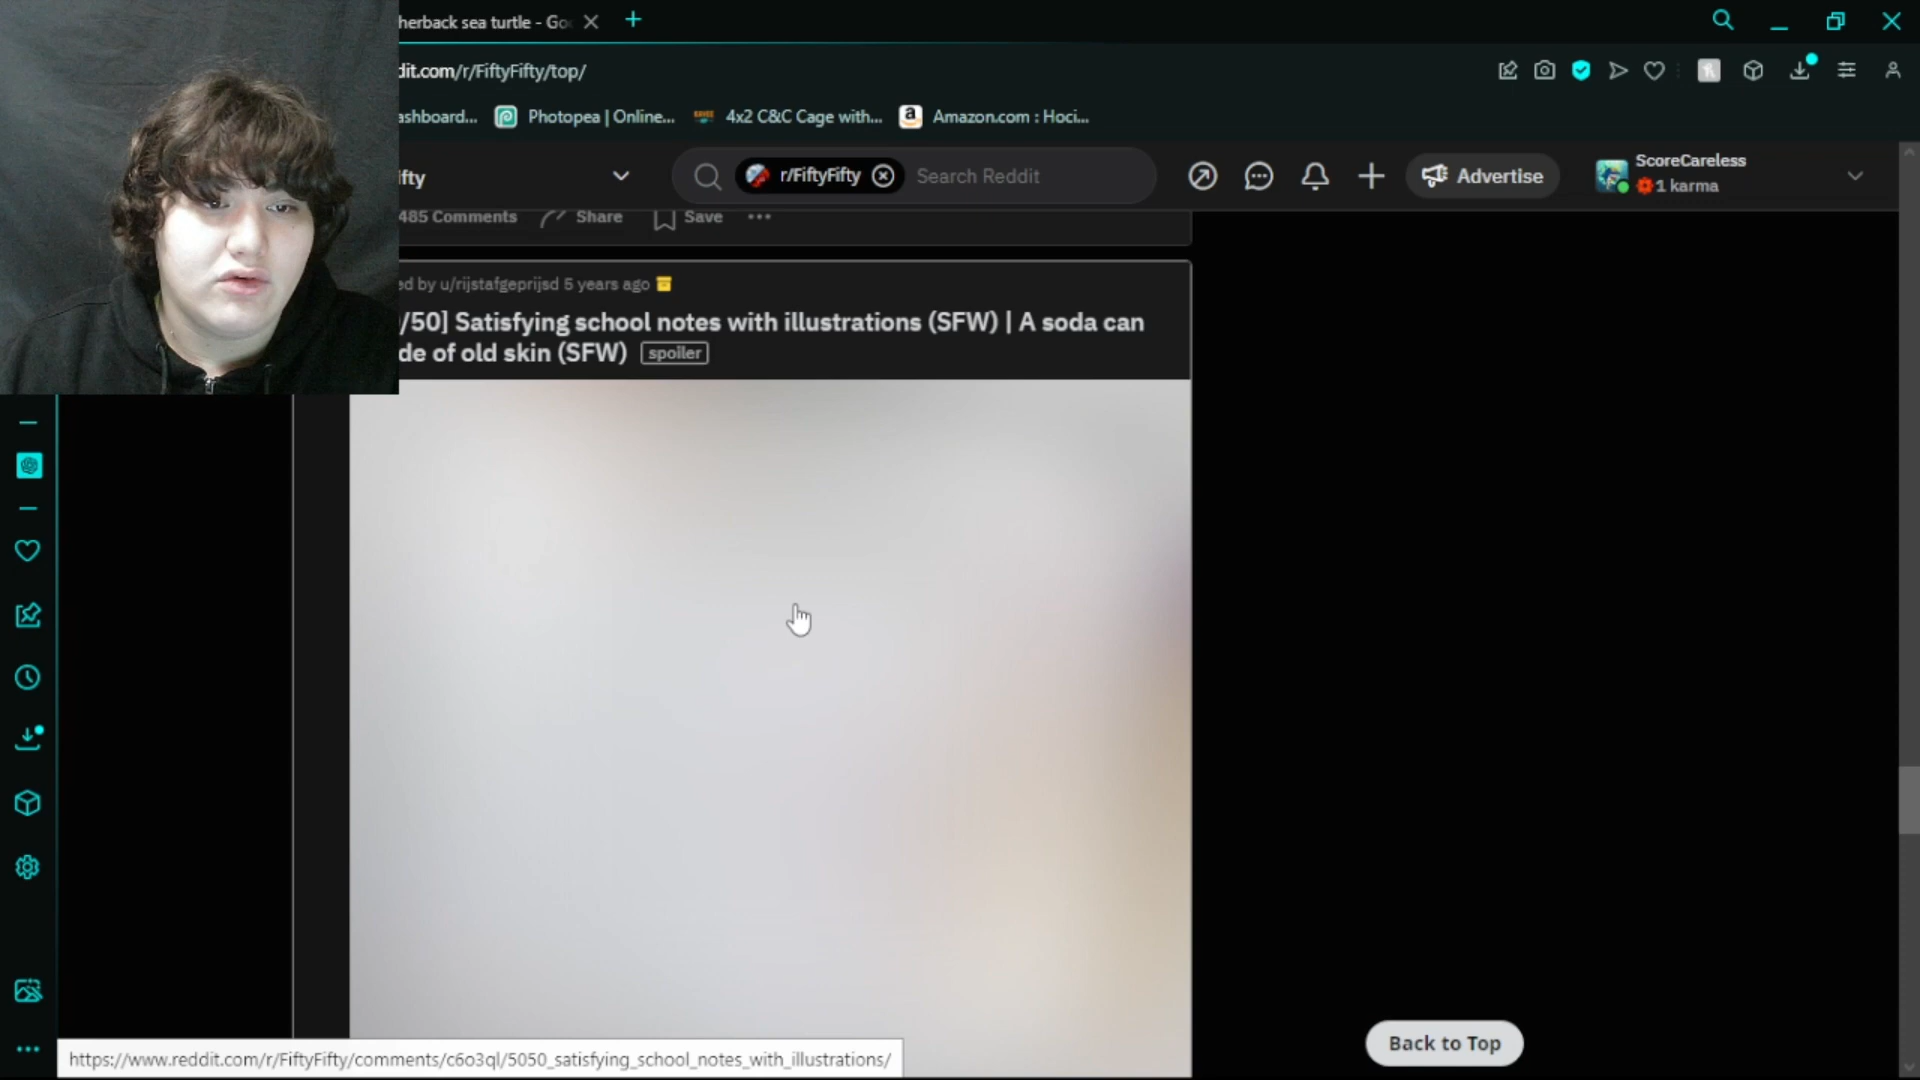 herback sea turtle - Go
dit.com/r/FiftyFifty/top/
ashboard...
Photopea | Online...
4x2 C&C Cage with...
Amazon.com : Hoci...
ifty
r/FiftyFifty
Search Reddit
Advertise
ScoreCareless
1 karma
485 Comments
Share
Save
ed by u/rijstafgeprijsd 5 years ago
/50] Satisfying school notes with illustrations (SFW) | A soda can
de of old skin (SFW) spoiler
Back to Top
https://www.reddit.com/r/FiftyFifty/comments/c6o3ql/5050_satisfying_school_notes_with_illustrations/